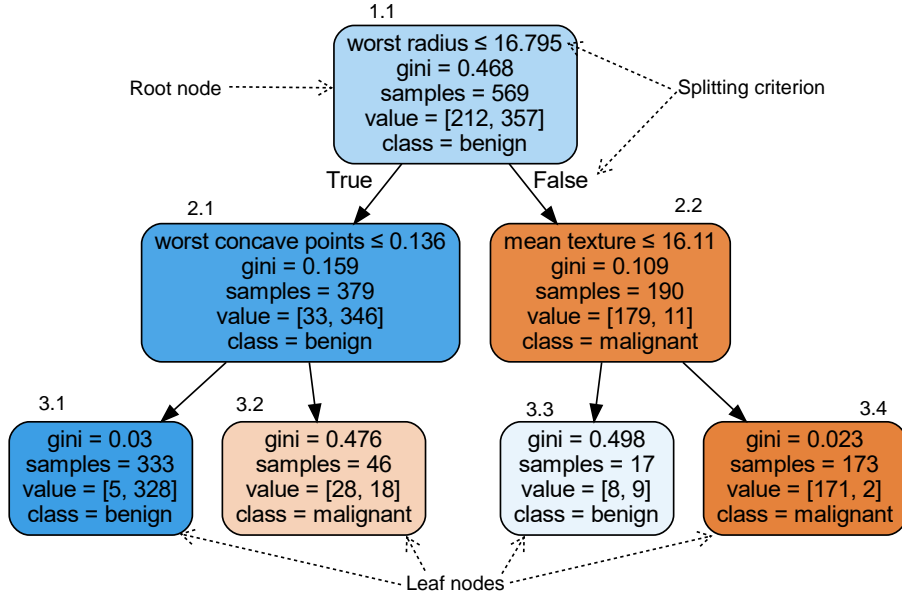 1.1
worst radius ≤ 16.795
gini = 0.468
samples = 569
value = [212, 357]
class = benign
Root node
Splitting criterion
True
False
2.1
worst concave points ≤ 0.136
gini = 0.159
samples = 379
value = [33, 346]
class = benign
2.2
mean texture ≤ 16.11
gini = 0.109
samples = 190
value = [179, 11]
class = malignant
3.1
gini = 0.03
samples = 333
value = [5, 328]
class = benign
3.2
gini = 0.476
samples = 46
value = [28, 18]
class = malignant
3.3
gini = 0.498
samples = 17
value = [8, 9]
class = benign
3.4
gini = 0.023
samples = 173
value = [171, 2]
class = malignant
Leaf nodes